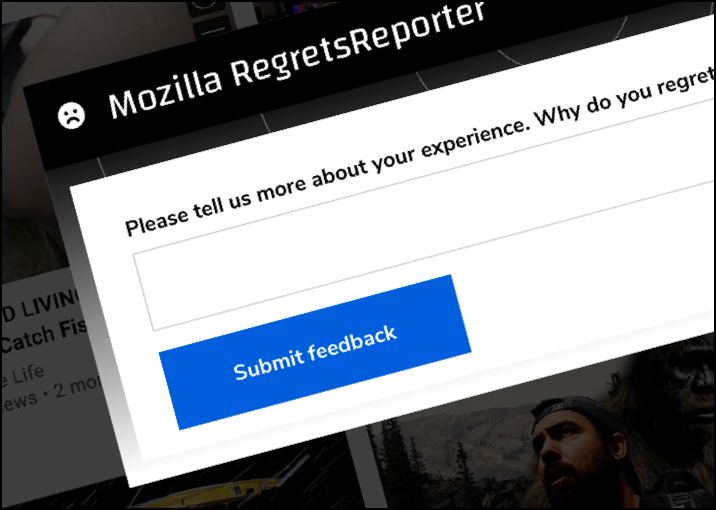 Mozilla RegretsReporter
Please tell us more about your experience. Why do you regret
Submit feedback
D LIVING
Catch Fis
e Life
ews • 2 mo